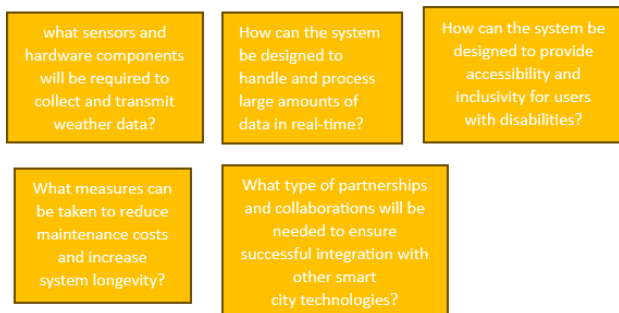 what sensors and
hardware components
will be required to
collect and transmit
weather data?
How can the system
be designed to
handle and process
large amounts of
data in real-time?
How can the system be
designed to provide
accessibility and
inclusivity for users
with disabilities?
What measures can
be taken to reduce
maintenance costs
and increase
system longevity?
What type of partnerships
and collaborations will be
needed to ensure
successful integration with
other smart
city technologies?